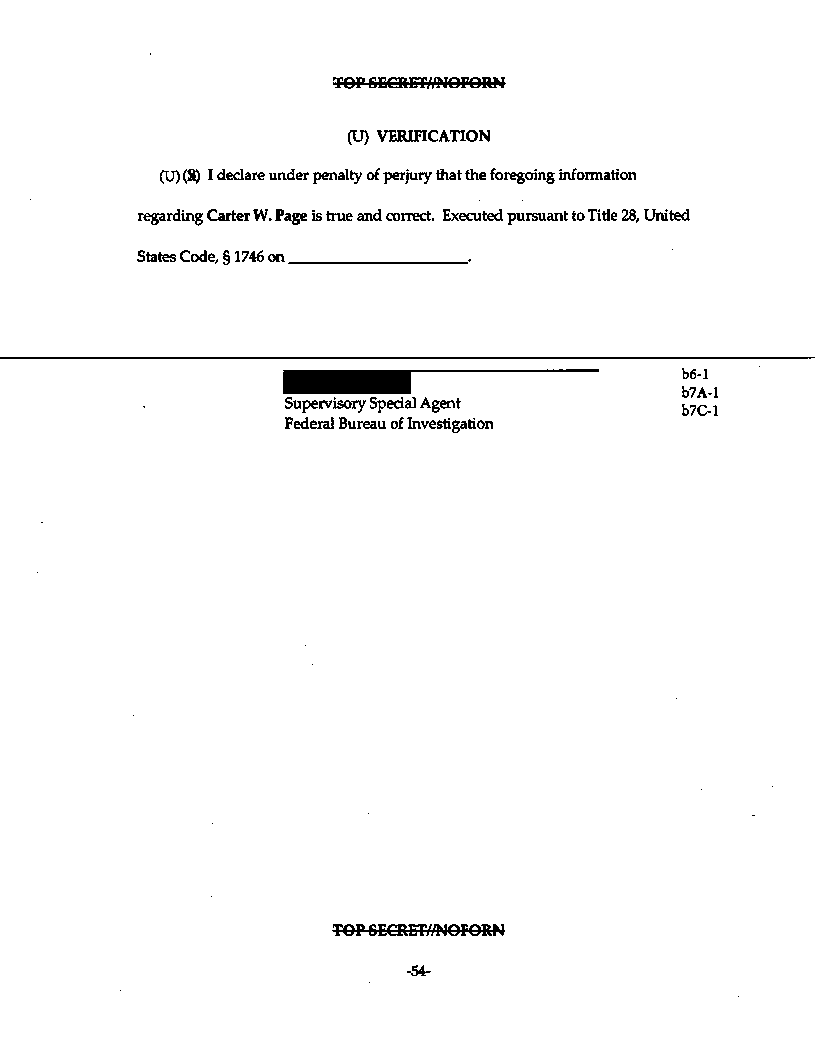 TOP SECRET//NOFORN
(U) VERIFICATION
(U)(S) I declare under penalty of perjury that the foregoing information
regarding Carter W. Page is true and correct. Executed pursuant to Title 28, United
States Code, § 1746 on ____________________.
b6-1
b7A-1
b7C-1
Supervisory Special Agent
Federal Bureau of Investigation
TOP SECRET//NOFORN
-54-